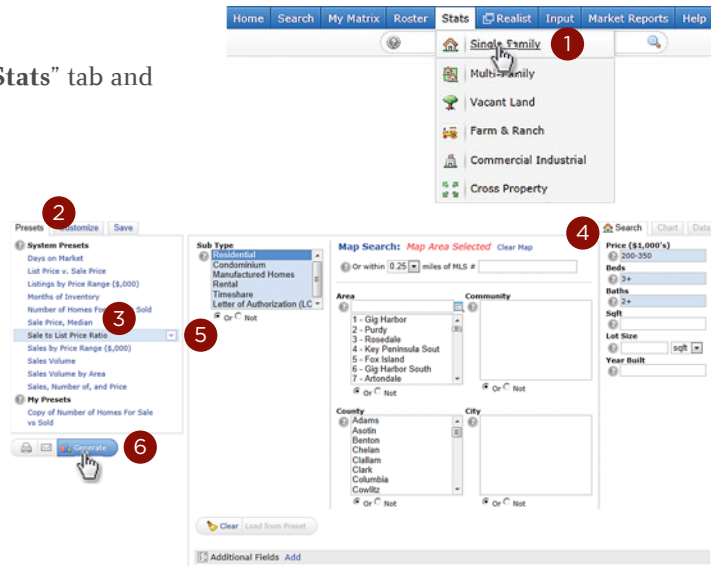 Home Search My Matrix Roster Stats Realist Input Market Reports Help
Single Family 1
Multi-Family
Vacant Land
Farm & Ranch
Commercial Industrial
Cross Property
Stats” tab and
2
Presets Customize Save
System Presets
Days on Market
List Price v. Sale Price
Listings by Price Range ($,000)
Months of Inventory
Number of Homes For Sold
3
Sale Price, Median
Sale to List Price Ratio
Sales by Price Range ($,000)
Sales Volume
Sales Volume by Area
Sales, Number of, and Price
My Presets
Copy of Number of Homes For Sale
vs Sold
Generate 6
Sub Type
Residential
Condominium
Manufactured Homes
Rental
Timeshare
Letter of Authorization (LC
Or Not
5
Map Search: Map Area Selected Clear Map
Or within 0.25 miles of MLS #
Area
1 - Gig Harbor
2 - Purdy
3 - Rosedale
4 - Key Peninsula Sout
5 - Fox Island
6 - Gig Harbor South
7 - Artondale
Or Not
Community
Or Not
County
Adams
Asotin
Benton
Chelan
Clallam
Clark
Columbia
Cowlitz
Or Not
City
Or Not
4
Search Chart Data
Price ($1,000's)
200-350
Beds
3+
Baths
2+
Sqft
Lot Size
sqft
Year Built
Clear Load from Preset
Additional Fields Add